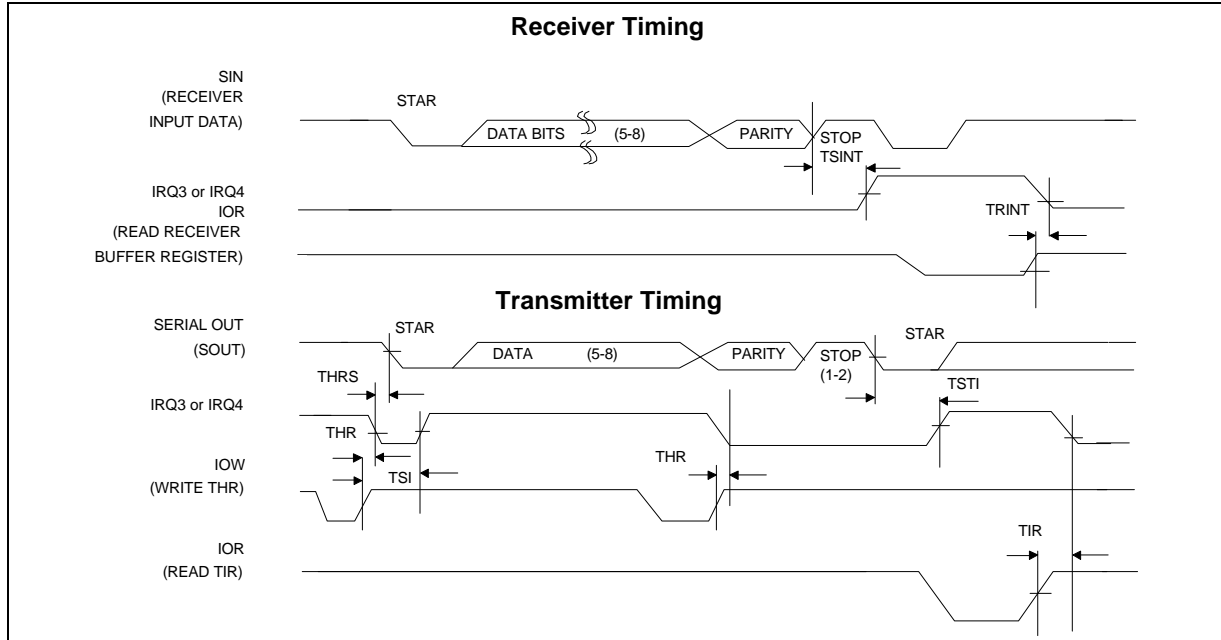 Receiver Timing
SIN
(RECEIVER
INPUT DATA)
STAR
DATA BITS (5-8)
PARITY
STOP
TSINT
IRQ3 or IRQ4
IOR
(READ RECEIVER
BUFFER REGISTER)
TRINT
Transmitter Timing
SERIAL OUT
(SOUT)
STAR
DATA (5-8)
PARITY
STOP
(1-2)
STAR
THRS
TSTI
IRQ3 or IRQ4
THR
THR
IOW
(WRITE THR)
TSI
IOR
(READ TIR)
TIR